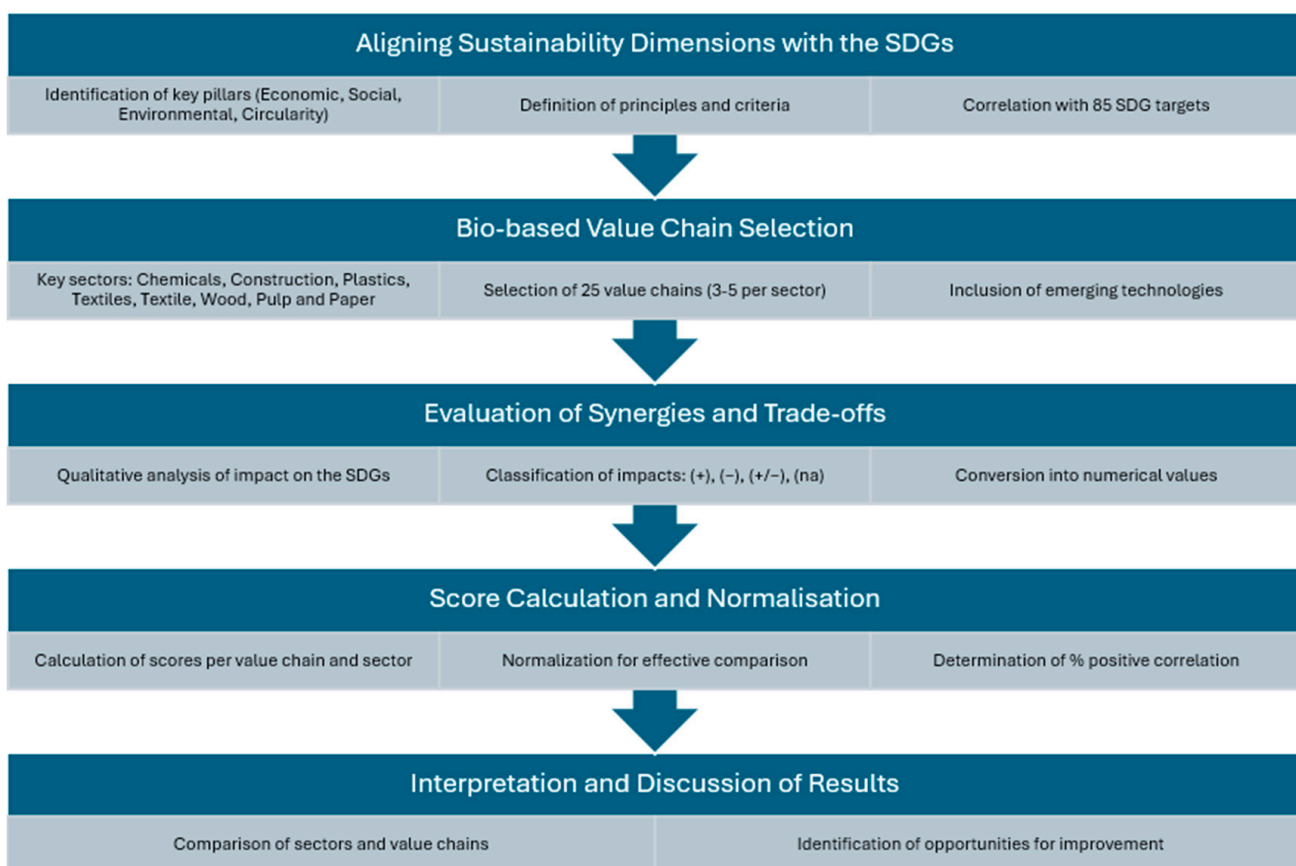 Aligning Sustainability Dimensions with the SDGs
Identification of key pillars (Economic, Social,
Environmental, Circularity)
Definition of principles and criteria
Correlation with 85 SDG targets
Bio-based Value Chain Selection
Key sectors: Chemicals, Construction, Plastics,
Textiles, Textile, Wood, Pulp and Paper
Selection of 25 value chains (3-5 per sector)
Inclusion of emerging technologies
Evaluation of Synergies and Trade-offs
Qualitative analysis of impact on the SDGs
Classification of impacts: (+), (−), (+/−), (na)
Conversion into numerical values
Score Calculation and Normalisation
Calculation of scores per value chain and sector
Normalization for effective comparison
Determination of % positive correlation
Interpretation and Discussion of Results
Comparison of sectors and value chains
Identification of opportunities for improvement